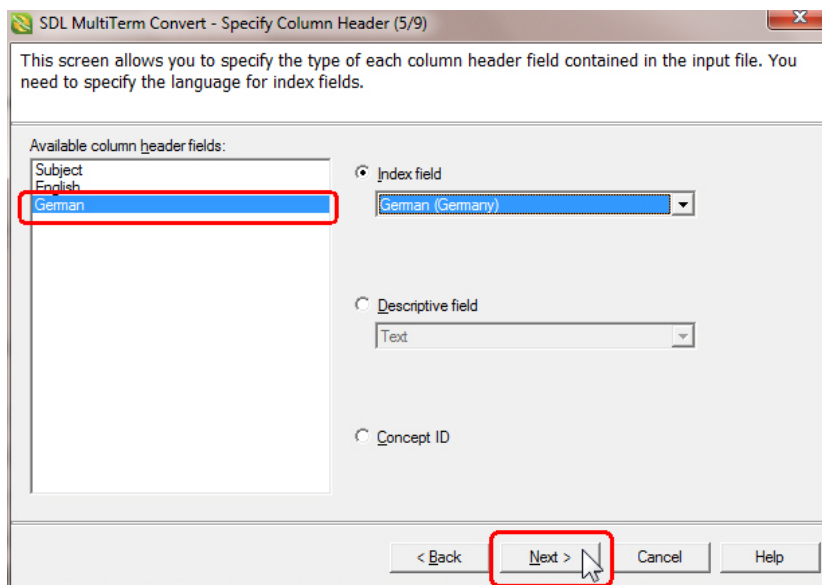 SDL MultiTerm Convert - Specify Column Header (5/9)
This screen allows you to specify the type of each column header field contained in the input file. You
need to specify the language for index fields.
Available column header fields:
Subject
English
German
Index field
German (Germany)
Descriptive field
Text
Concept ID
< Back
Next >
Cancel
Help